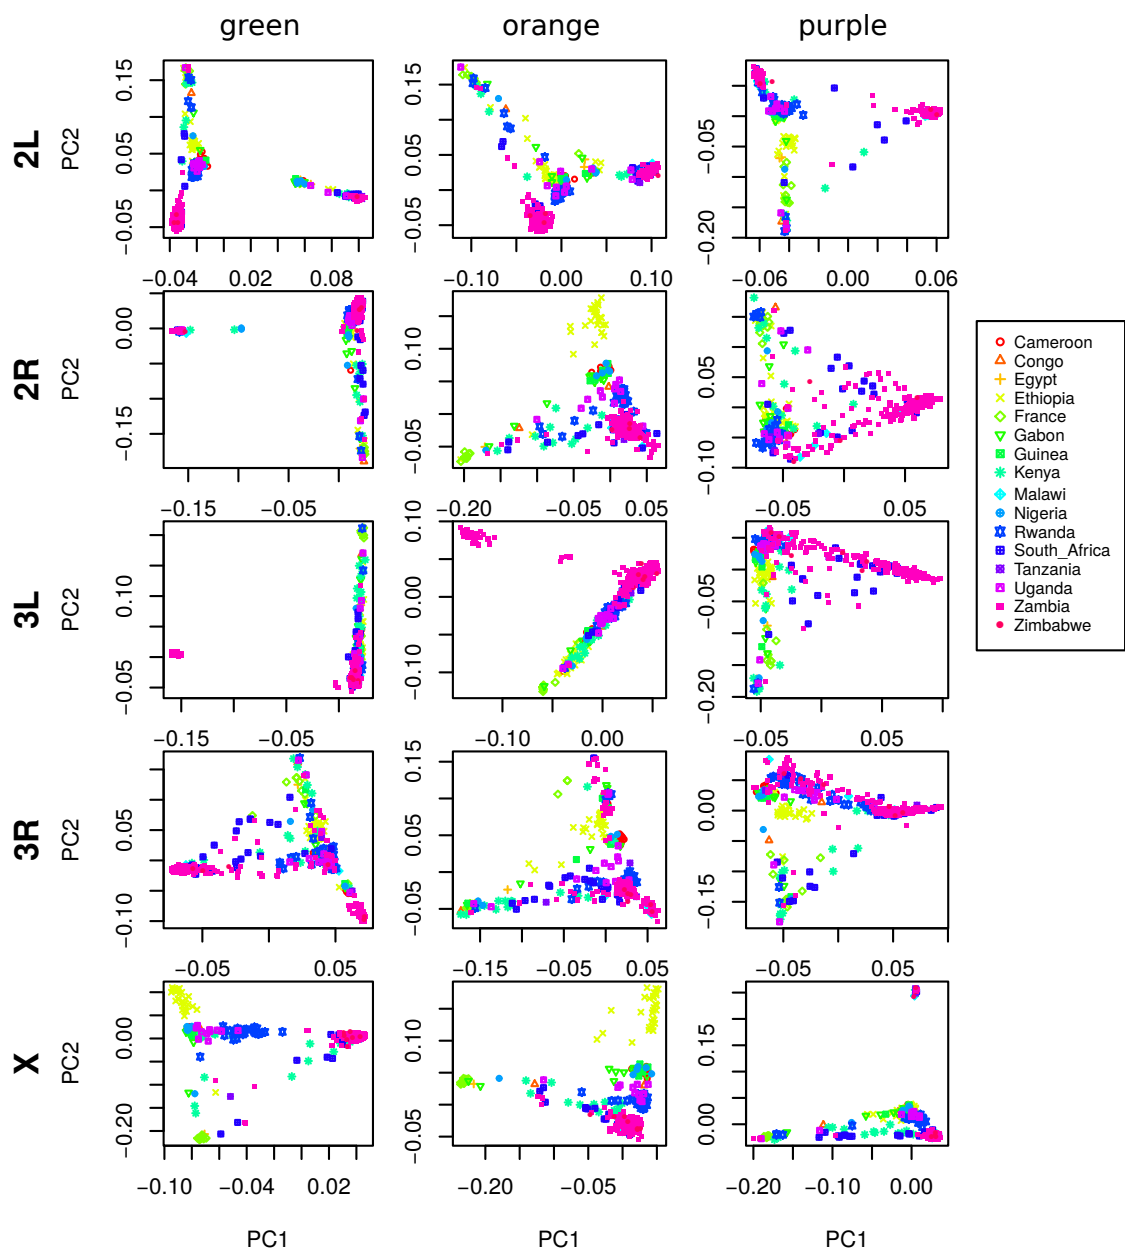 green orange purple
2L
PC2
−0.05 0.05 0.15
−0.04 0.02 0.08
−0.05 0.05 0.15
−0.10 0.00 0.10
−0.20 −0.05
−0.06 0.00 0.06
2R
PC2
−0.15 0.00
−0.15 −0.05
−0.05 0.10
−0.20 −0.05 0.05
−0.10 0.05
−0.05 0.05
3L
PC2
−0.05 0.10
−0.15 −0.05
−0.10 0.00 0.10
−0.10 0.00
−0.20 −0.05
−0.05 0.05
3R
PC2
−0.10 0.05
−0.05 0.05
−0.05 0.05 0.15
−0.15 −0.05 0.05
−0.15 0.00
−0.05 0.05
X
PC2
−0.20 0.00
−0.10 −0.04 0.02
−0.05 0.10
−0.20 −0.05
0.00 0.15
−0.20 −0.10 0.00
PC1 PC1 PC1
Cameroon
Congo
Egypt
Ethiopia
France
Gabon
Guinea
Kenya
Malawi
Nigeria
Rwanda
South_Africa
Tanzania
Uganda
Zambia
Zimbabwe